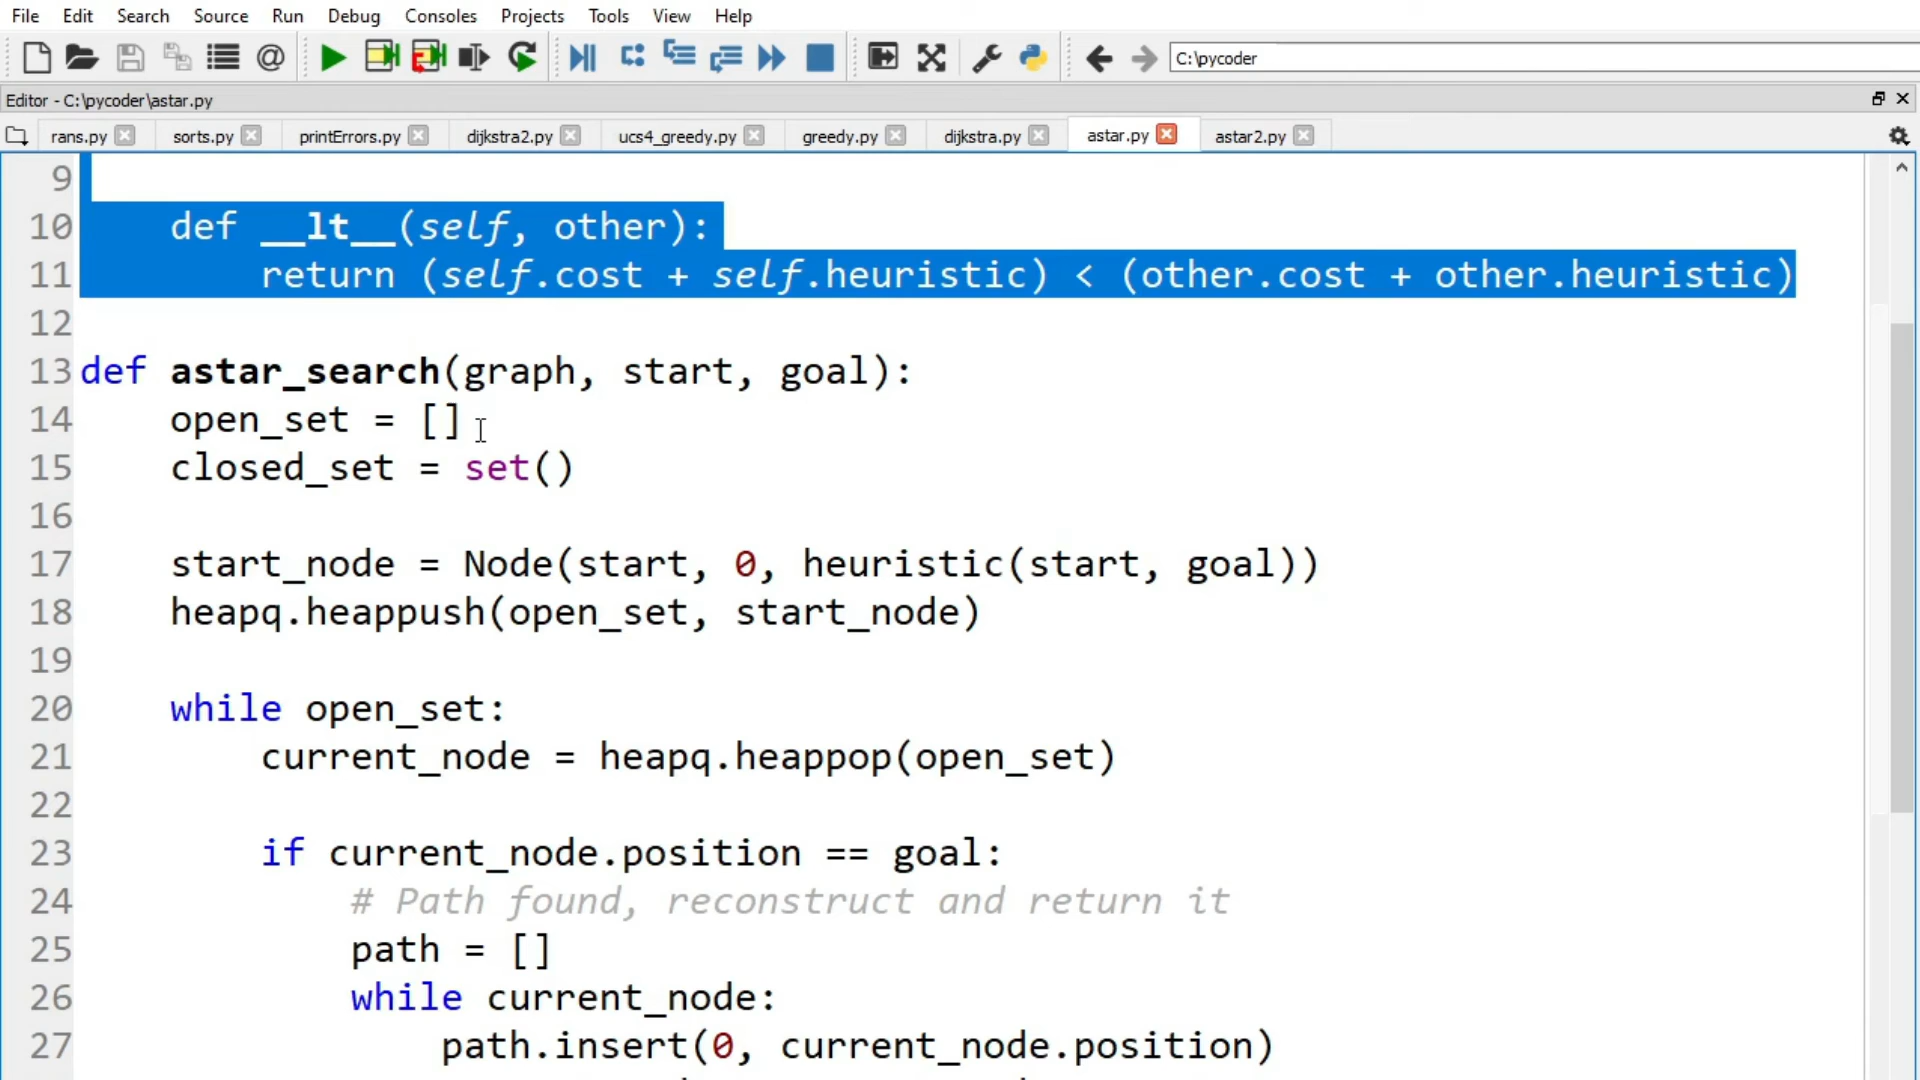 File Edit Search Source Run Debug Consoles Projects Tools View Help
C:\pycoder
Editor - C:\pycoder\astar.py
rans.py sorts.py printErrors.py dijkstra2.py ucs4_greedy.py greedy.py dijkstra.py astar.py astar2.py
9
10 def __lt__(self, other):
11 return (self.cost + self.heuristic) < (other.cost + other.heuristic)
12
13 def astar_search(graph, start, goal):
14 open_set = []
15 closed_set = set()
16
17 start_node = Node(start, 0, heuristic(start, goal))
18 heapq.heappush(open_set, start_node)
19
20 while open_set:
21 current_node = heapq.heappop(open_set)
22
23 if current_node.position == goal:
24 # Path found, reconstruct and return it
25 path = []
26 while current_node:
27 path.insert(0, current_node.position)